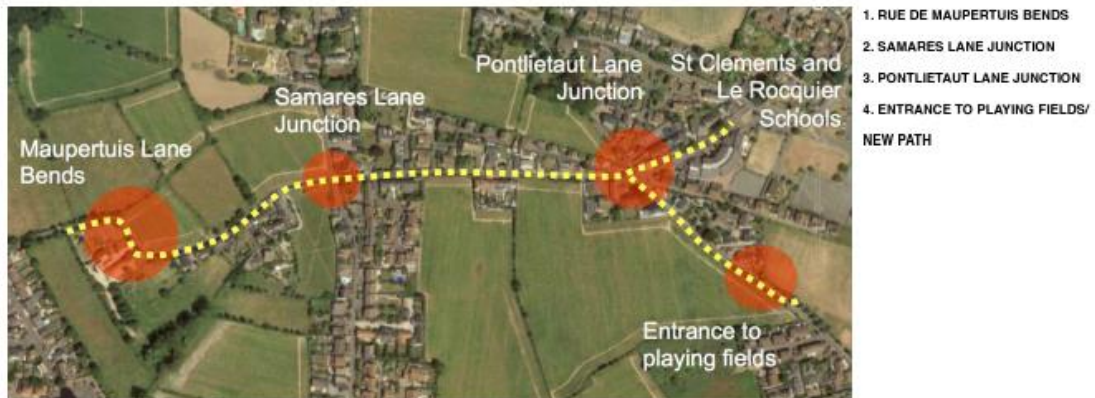 Maupertuis Lane
Bends
Samares Lane
Junction
Pontlietaut Lane
Junction
St Clements and
Le Rocquier
Schools
Entrance to
playing fields
1. RUE DE MAUPERTUIS BENDS
2. SAMARES LANE JUNCTION
3. PONTLIETAUT LANE JUNCTION
4. ENTRANCE TO PLAYING FIELDS/
NEW PATH